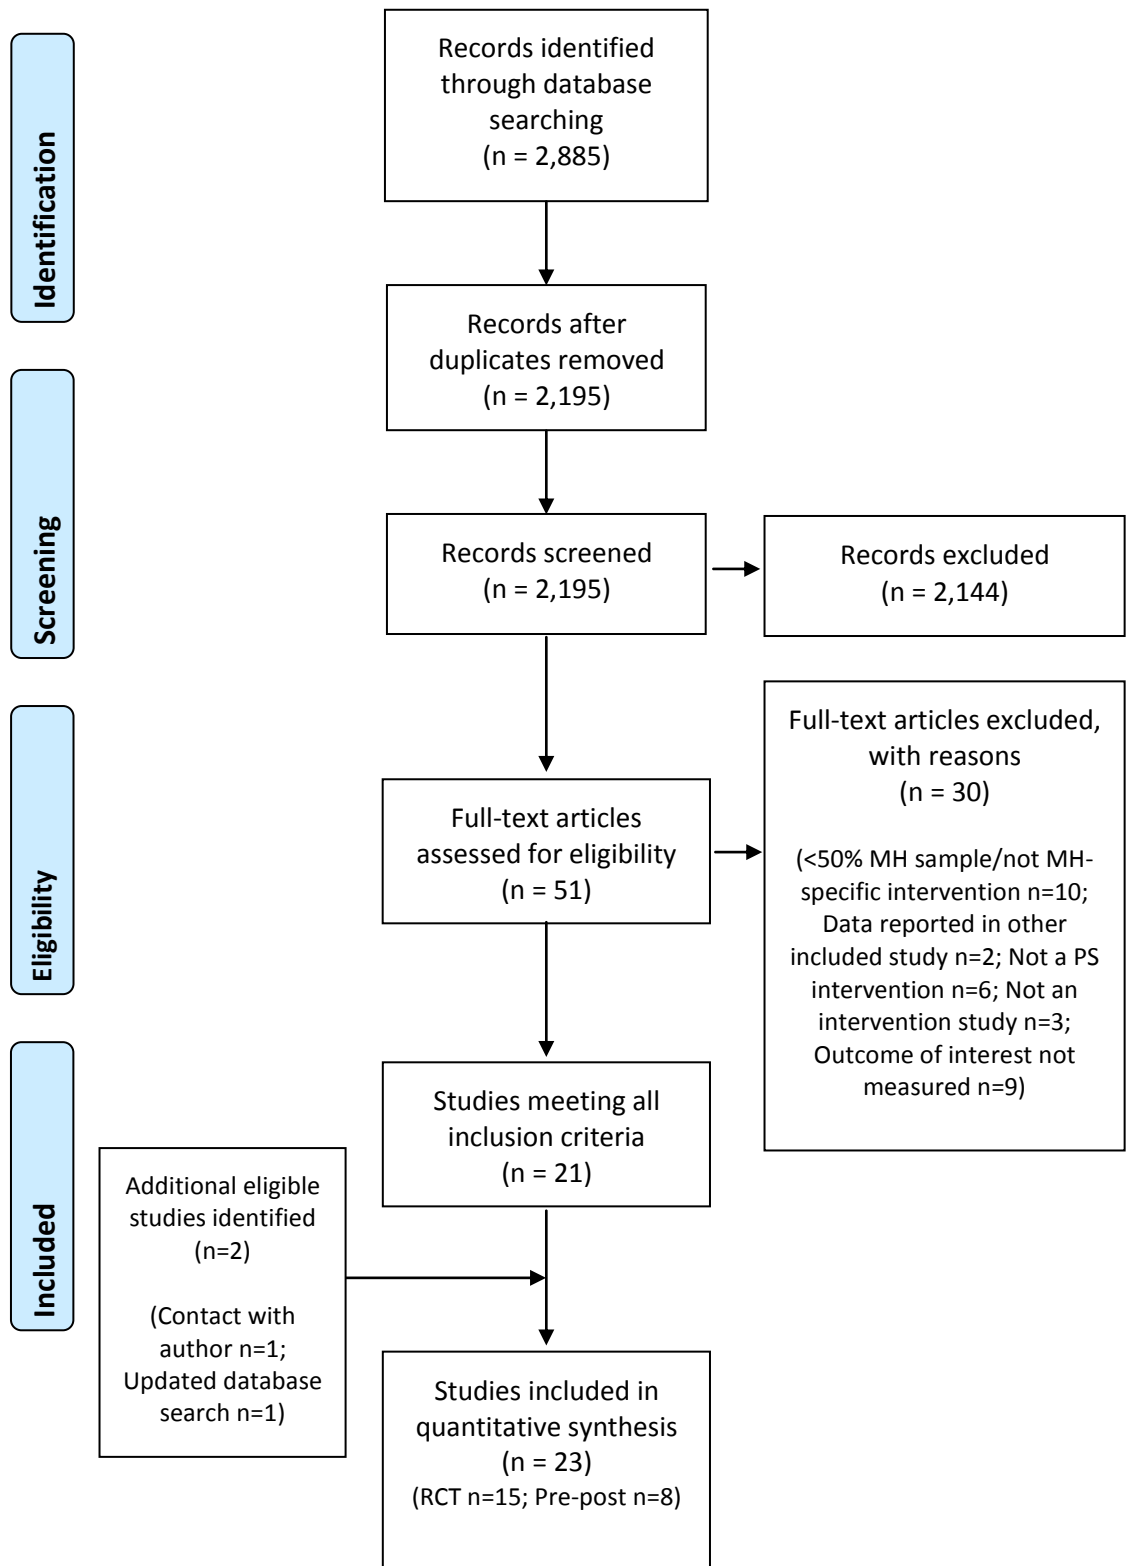 Identification
Records identified
through database
searching
(n = 2,885)
Records after
duplicates removed
(n = 2,195)
Screening
Records screened
(n = 2,195)
Records excluded
(n = 2,144)
Eligibility
Full-text articles
assessed for eligibility
(n = 51)
Full-text articles excluded,
with reasons
(n = 30)
(<50% MH sample/not MH-
specific intervention n=10;
Data reported in other
included study n=2; Not a PS
intervention n=6; Not an
intervention study n=3;
Outcome of interest not
measured n=9)
Included
Studies meeting all
inclusion criteria
(n = 21)
Additional eligible
studies identified
(n=2)
(Contact with
author n=1;
Updated database
search n=1)
Studies included in
quantitative synthesis
(n = 23)
(RCT n=15; Pre-post n=8)